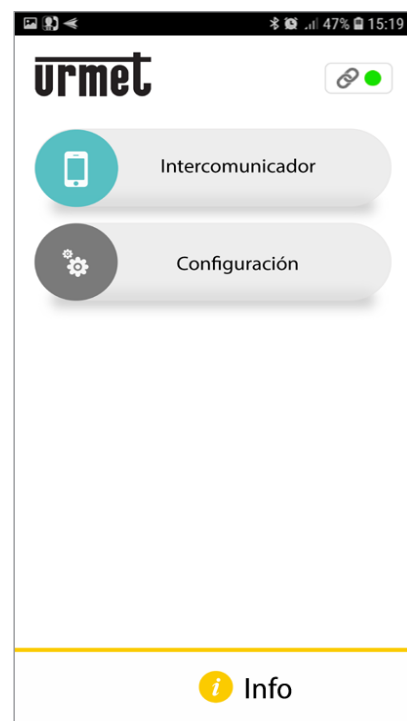 47% 15:19
urmet
Intercomunicador
Configuración
i Info